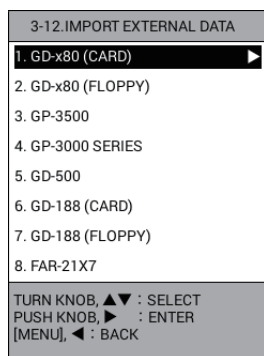 3-12.IMPORT EXTERNAL DATA
1. GD-x80 (CARD) ▶
2. GD-x80 (FLOPPY)
3. GP-3500
4. GP-3000 SERIES
5. GD-500
6. GD-188 (CARD)
7. GD-188 (FLOPPY)
8. FAR-21X7
TURN KNOB, ▲▼ : SELECT
PUSH KNOB, ▶ : ENTER
[MENU], ◀ : BACK